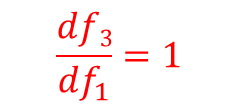 df₃/df₁ = 1